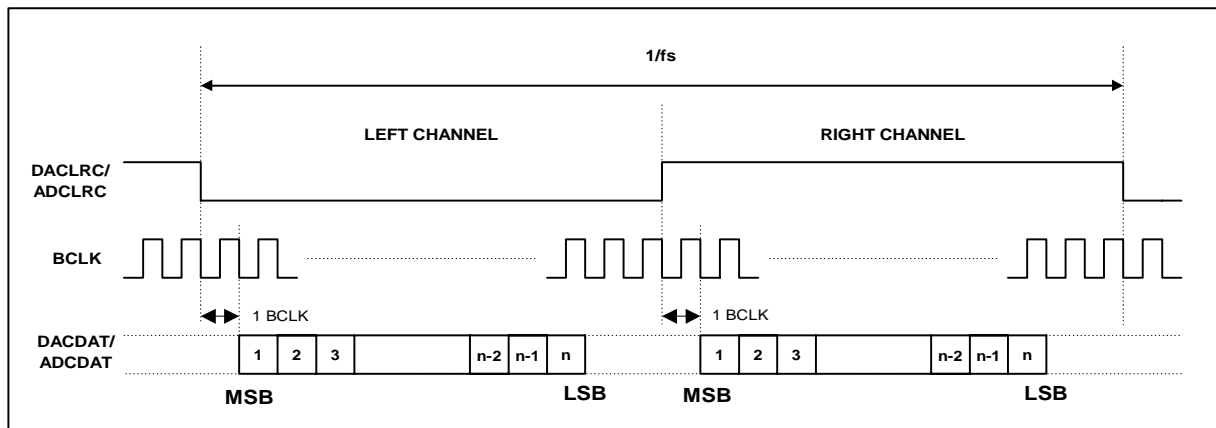 1/fs
LEFT CHANNEL RIGHT CHANNEL
DACLRC/
ADCLRC
BCLK
1 BCLK 1 BCLK
DACDAT/
ADCDAT
1 2 3 n-2 n-1 n 1 2 3 n-2 n-1 n
MSB LSB MSB LSB